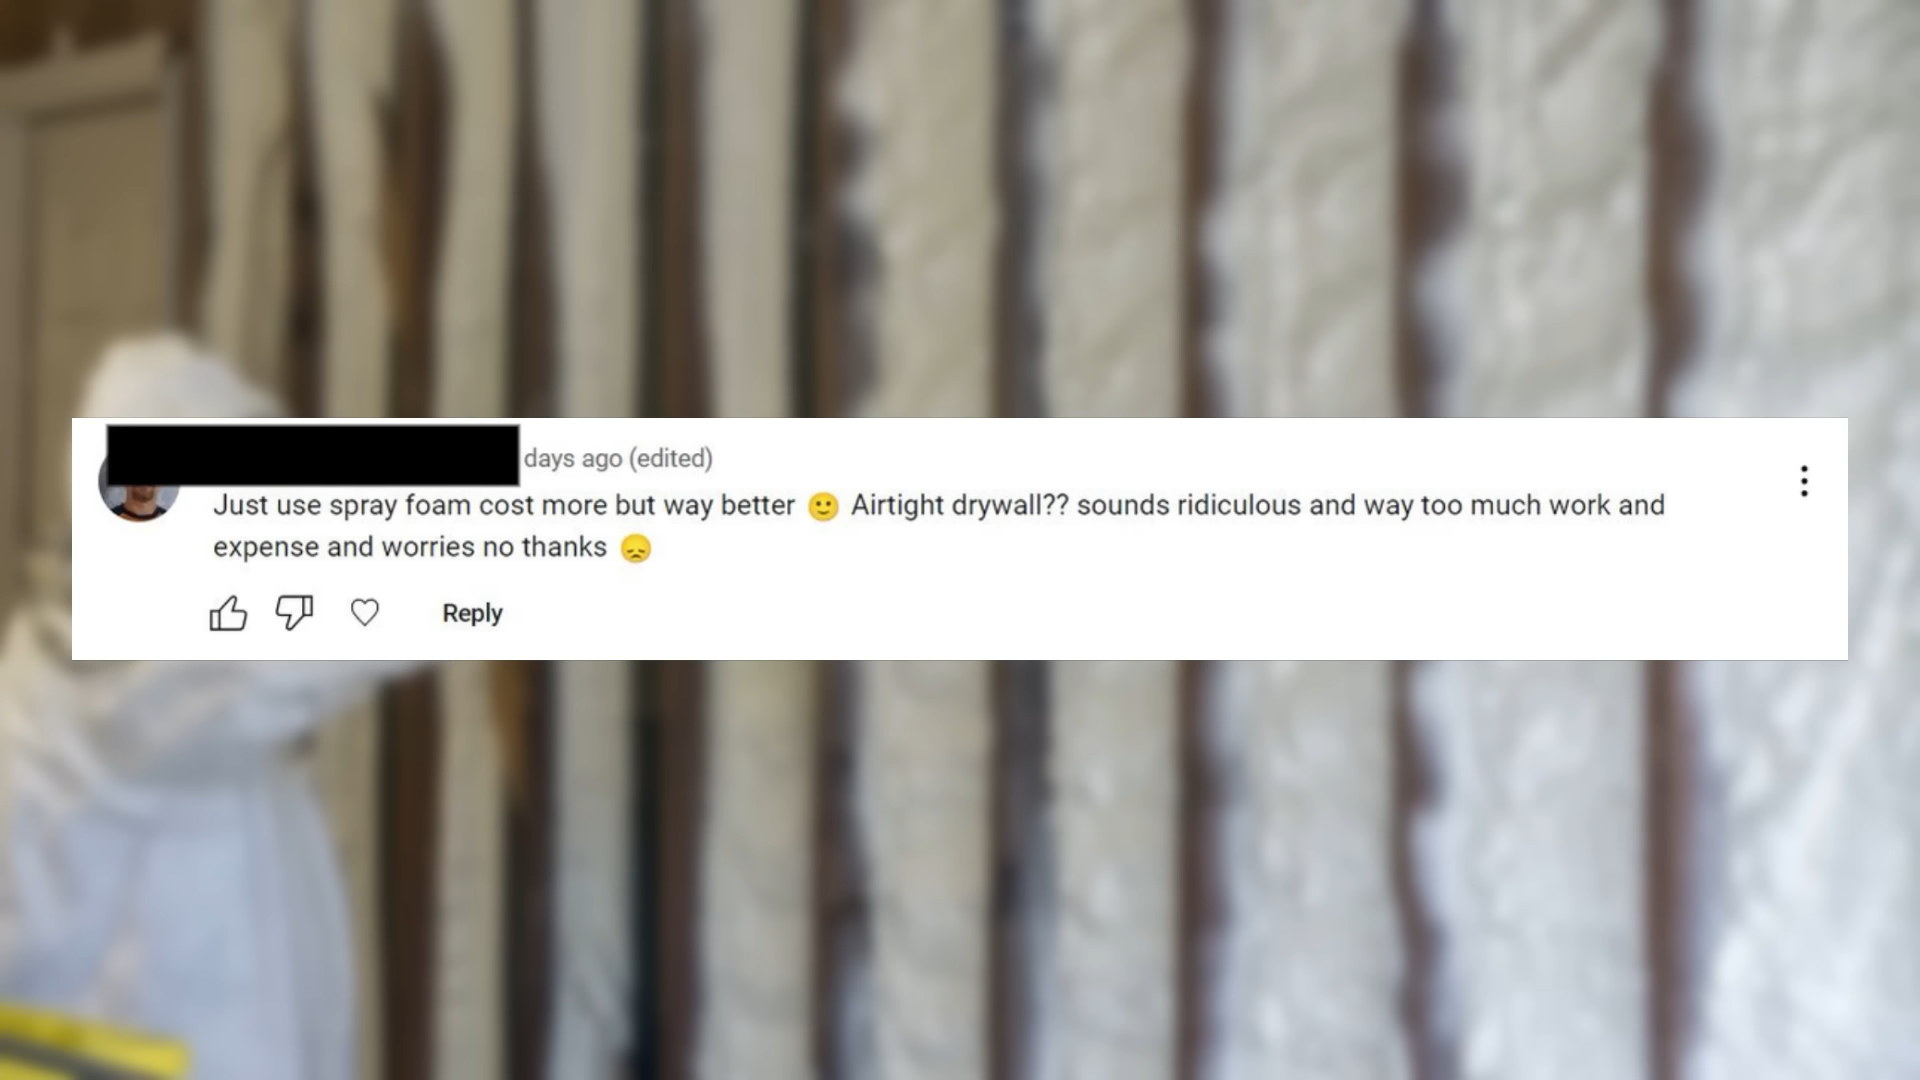 days ago (edited)
Just use spray foam cost more but way better 🙂 Airtight drywall?? sounds ridiculous and way too much work and
expense and worries no thanks 😞
Reply